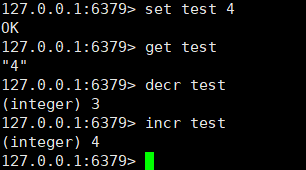 127.0.0.1:6379> set test 4
OK
127.0.0.1:6379> get test
"4"
127.0.0.1:6379> decr test
(integer) 3
127.0.0.1:6379> incr test
(integer) 4
127.0.0.1:6379>